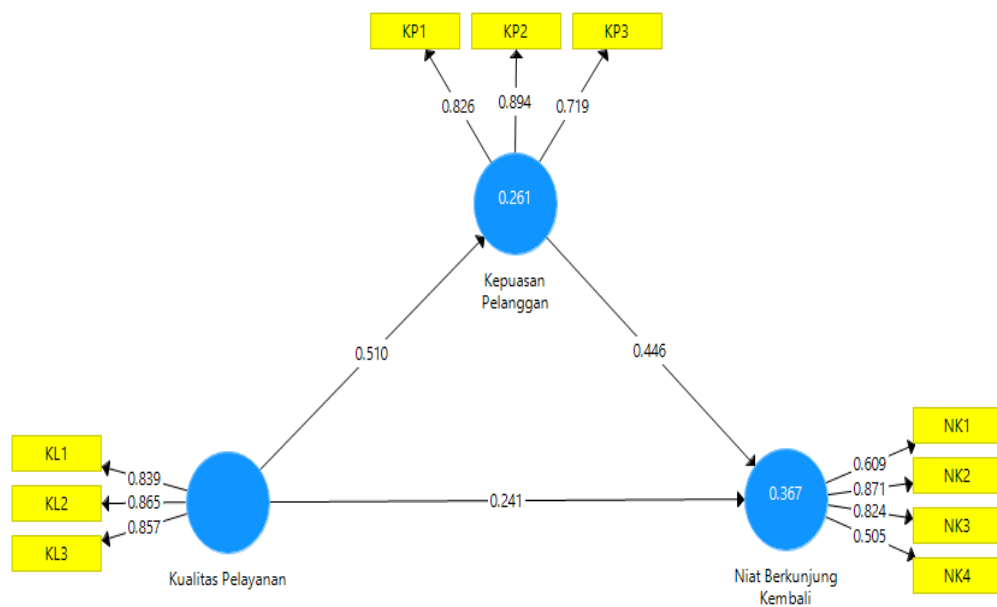 KP1
KP2
KP3
0.826
0.894
0.719
0.261
Kepuasan
Pelanggan
0.510
0.446
KL1
KL2
KL3
0.839
0.865
0.857
Kualitas Pelayanan
0.241
0.367
Niat Berkunjung
Kembali
0.609
0.871
0.824
0.505
NK1
NK2
NK3
NK4